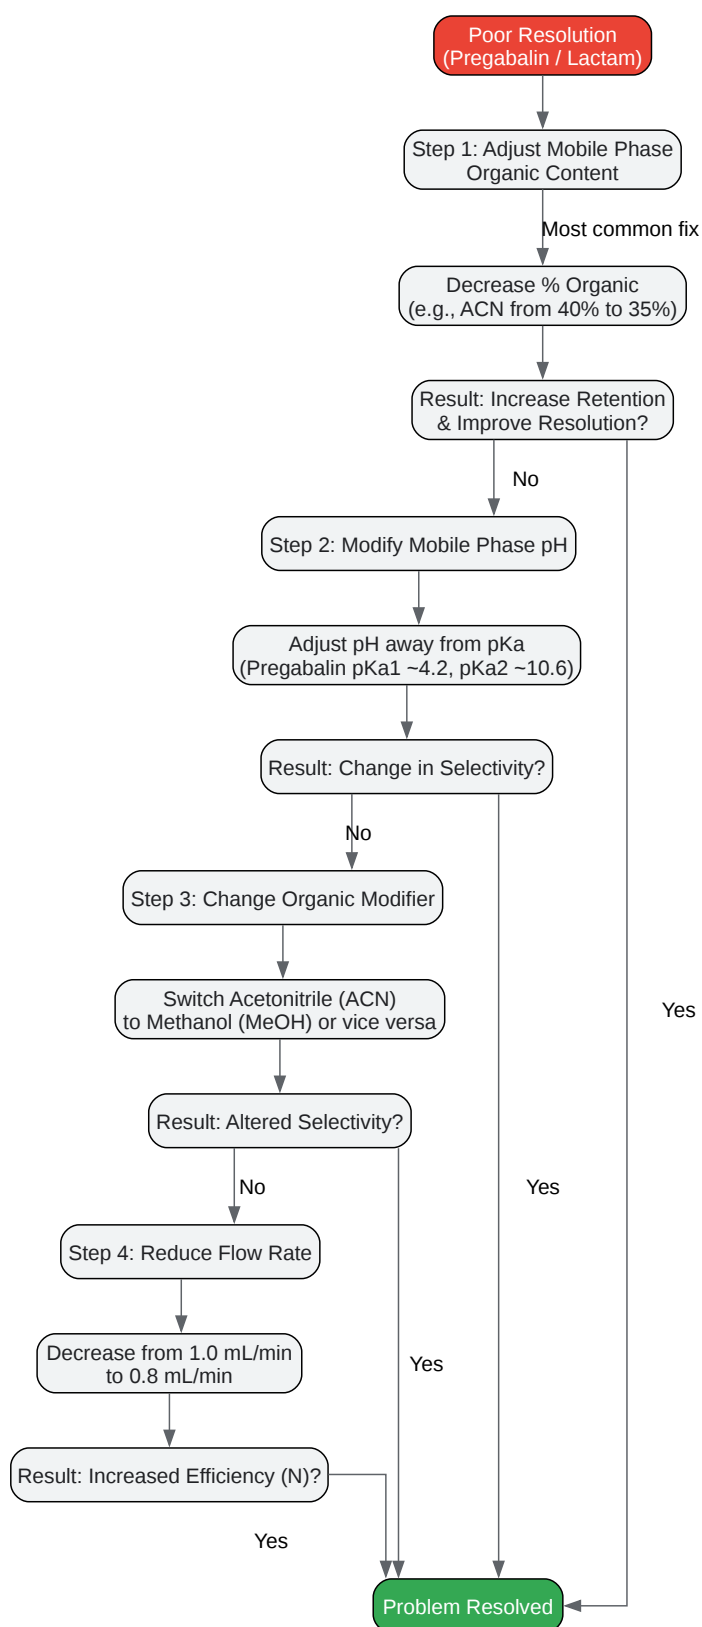 Poor Resolution
(Pregabalin / Lactam)
Step 1: Adjust Mobile Phase
Organic Content
Most common fix
Decrease % Organic
(e.g., ACN from 40% to 35%)
Result: Increase Retention
& Improve Resolution?
No
Step 2: Modify Mobile Phase pH
Adjust pH away from pKa
(Pregabalin pKa1 ~4.2, pKa2 ~10.6)
Result: Change in Selectivity?
No
Step 3: Change Organic Modifier
Switch Acetonitrile (ACN)
to Methanol (MeOH) or vice versa
Yes
Result: Altered Selectivity?
No
Yes
Step 4: Reduce Flow Rate
Decrease from 1.0 mL/min
to 0.8 mL/min
Yes
Result: Increased Efficiency (N)?
Yes
Problem Resolved